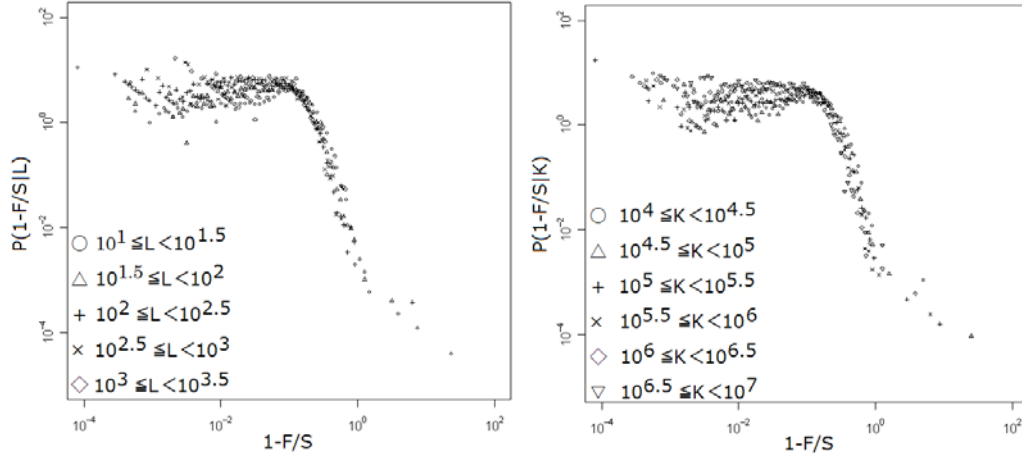 10^2
10^0
10^-2
10^-4
P(1-F/S|L)
○ 10^1 ≦L<10^1.5
△ 10^1.5 ≦L<10^2
+ 10^2 ≦L<10^2.5
× 10^2.5 ≦L<10^3
◇ 10^3 ≦L<10^3.5
10^-4 10^-2 10^0 10^2
1-F/S
10^2
10^0
10^-2
10^-4
P(1-F/S|K)
○ 10^4 ≦K<10^4.5
△ 10^4.5 ≦K<10^5
+ 10^5 ≦K<10^5.5
× 10^5.5 ≦K<10^6
◇ 10^6 ≦K<10^6.5
▽ 10^6.5 ≦K<10^7
10^-4 10^-2 10^0 10^2
1-F/S